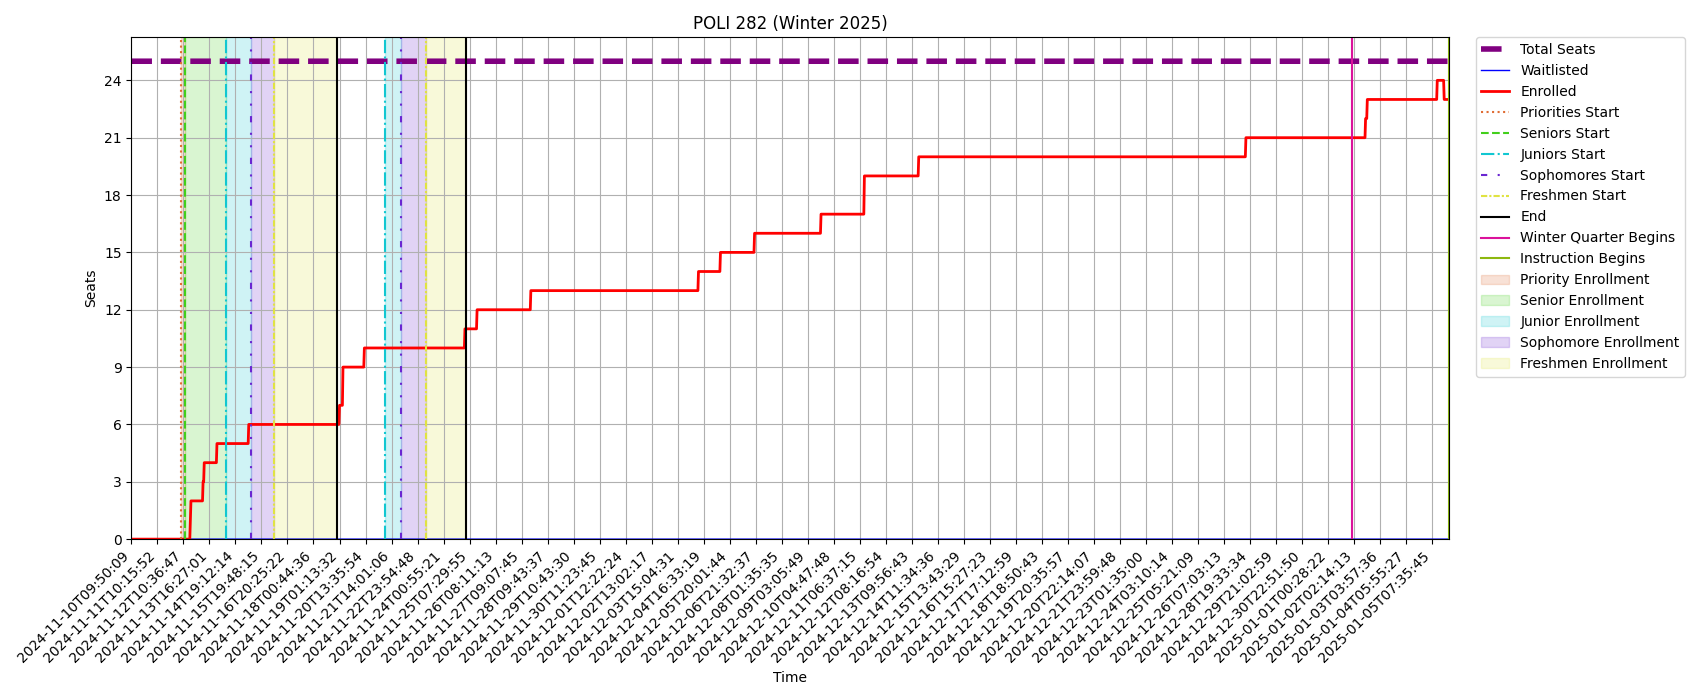 POLI 282 (Winter 2025)
Seats
24
21
18
15
12
9
6
3
0
2024-11-10T09:50:09
2024-11-11T10:15:52
2024-11-12T10:36:47
2024-11-13T16:27:01
2024-11-14T19:12:14
2024-11-15T19:48:15
2024-11-16T20:25:22
2024-11-18T00:44:36
2024-11-19T01:13:32
2024-11-20T13:35:54
2024-11-21T14:01:06
2024-11-22T23:54:48
2024-11-24T00:55:21
2024-11-25T07:29:55
2024-11-26T08:11:13
2024-11-27T09:07:45
2024-11-28T09:43:37
2024-11-29T10:43:30
2024-11-30T11:23:45
2024-12-01T12:22:24
2024-12-02T13:02:17
2024-12-03T15:04:31
2024-12-04T16:33:19
2024-12-05T20:01:44
2024-12-06T21:32:37
2024-12-08T01:35:35
2024-12-09T03:05:49
2024-12-10T04:47:48
2024-12-11T06:37:15
2024-12-12T08:16:54
2024-12-13T09:56:43
2024-12-14T11:34:36
2024-12-15T13:43:29
2024-12-16T15:27:23
2024-12-17T17:12:59
2024-12-18T18:50:43
2024-12-19T20:35:57
2024-12-20T22:14:07
2024-12-21T23:59:48
2024-12-23T01:35:00
2024-12-24T03:10:14
2024-12-25T05:21:09
2024-12-26T07:03:13
2024-12-28T19:33:34
2024-12-29T21:02:59
2024-12-30T22:51:50
2025-01-01T00:28:22
2025-01-02T02:14:13
2025-01-03T03:57:36
2025-01-04T05:55:27
2025-01-05T07:35:45
Time
Total Seats
Waitlisted
Enrolled
Priorities Start
Seniors Start
Juniors Start
Sophomores Start
Freshmen Start
End
Winter Quarter Begins
Instruction Begins
Priority Enrollment
Senior Enrollment
Junior Enrollment
Sophomore Enrollment
Freshmen Enrollment